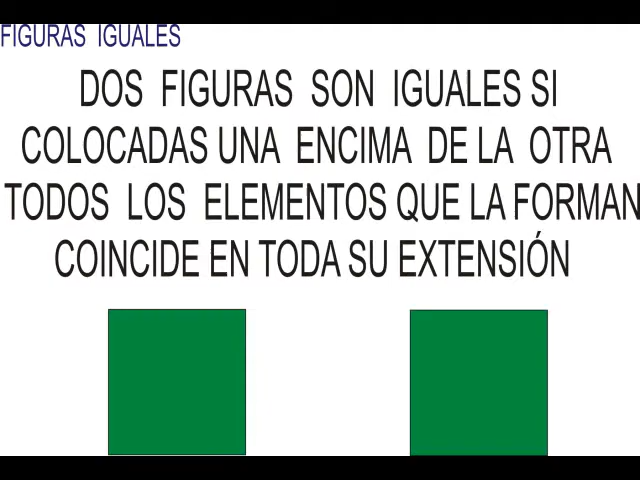 FIGURAS IGUALES
DOS FIGURAS SON IGUALES SI
COLOCADAS UNA ENCIMA DE LA OTRA
TODOS LOS ELEMENTOS QUE LA FORMAN
COINCIDE EN TODA SU EXTENSIÓN